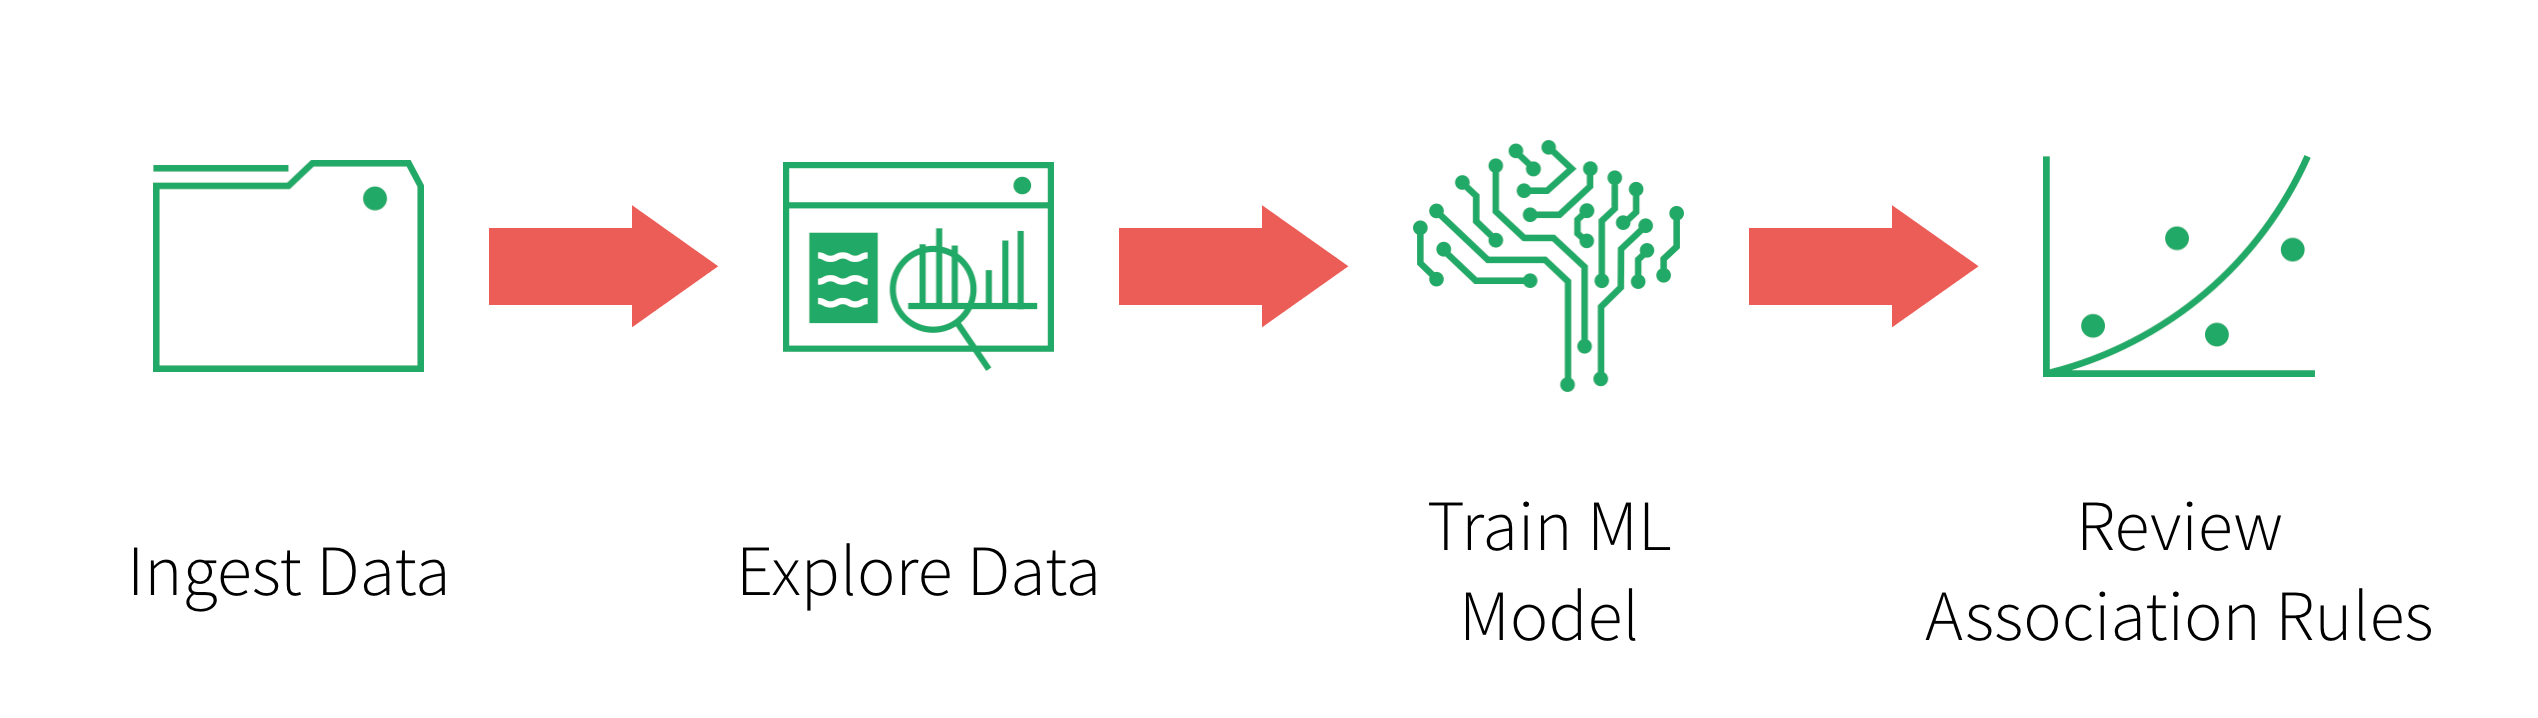 Ingest Data
Explore Data
Train ML
Model
Review
Association Rules